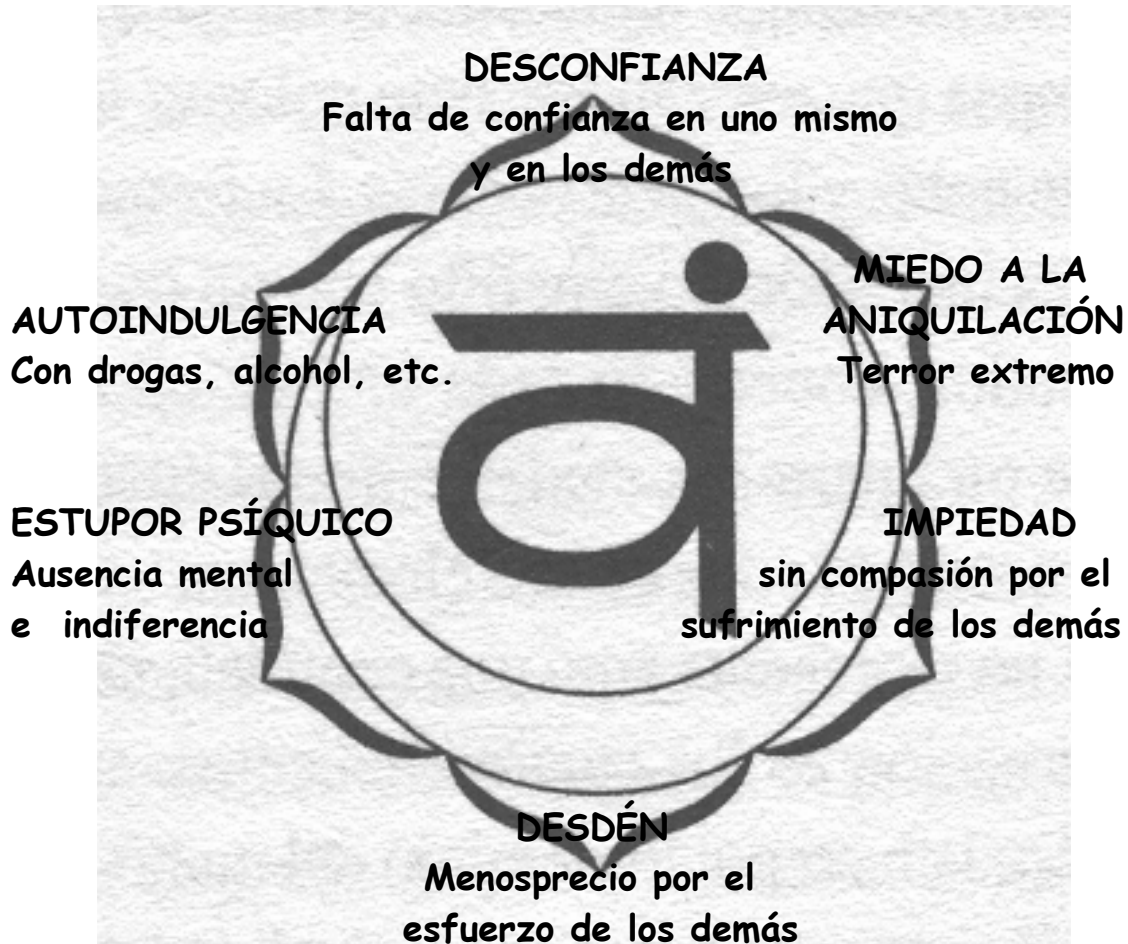 DESCONFIANZA
Falta de confianza en uno mismo
y en los demás
MIEDO A LA
ANIQUILACIÓN
Terror extremo
AUTOINDULGENCIA
Con drogas, alcohol, etc.
वं
ESTUPOR PSÍQUICO
Ausencia mental
e indiferencia
IMPIEDAD
sin compasión por el
sufrimiento de los demás
DESDÉN
Menosprecio por el
esfuerzo de los demás